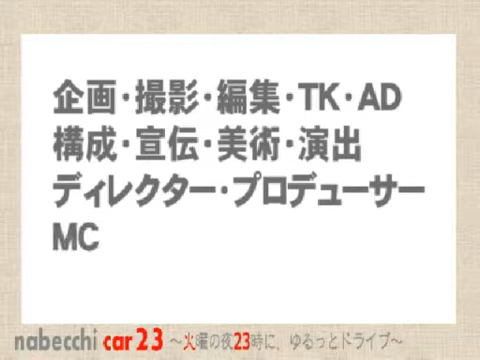 企画・撮影・編集・TK・AD
構成・宣伝・美術・演出
ディレクター・プロデューサー
MC
nabecchi car23 〜火曜の夜23時に、ゆるっとドライブ〜